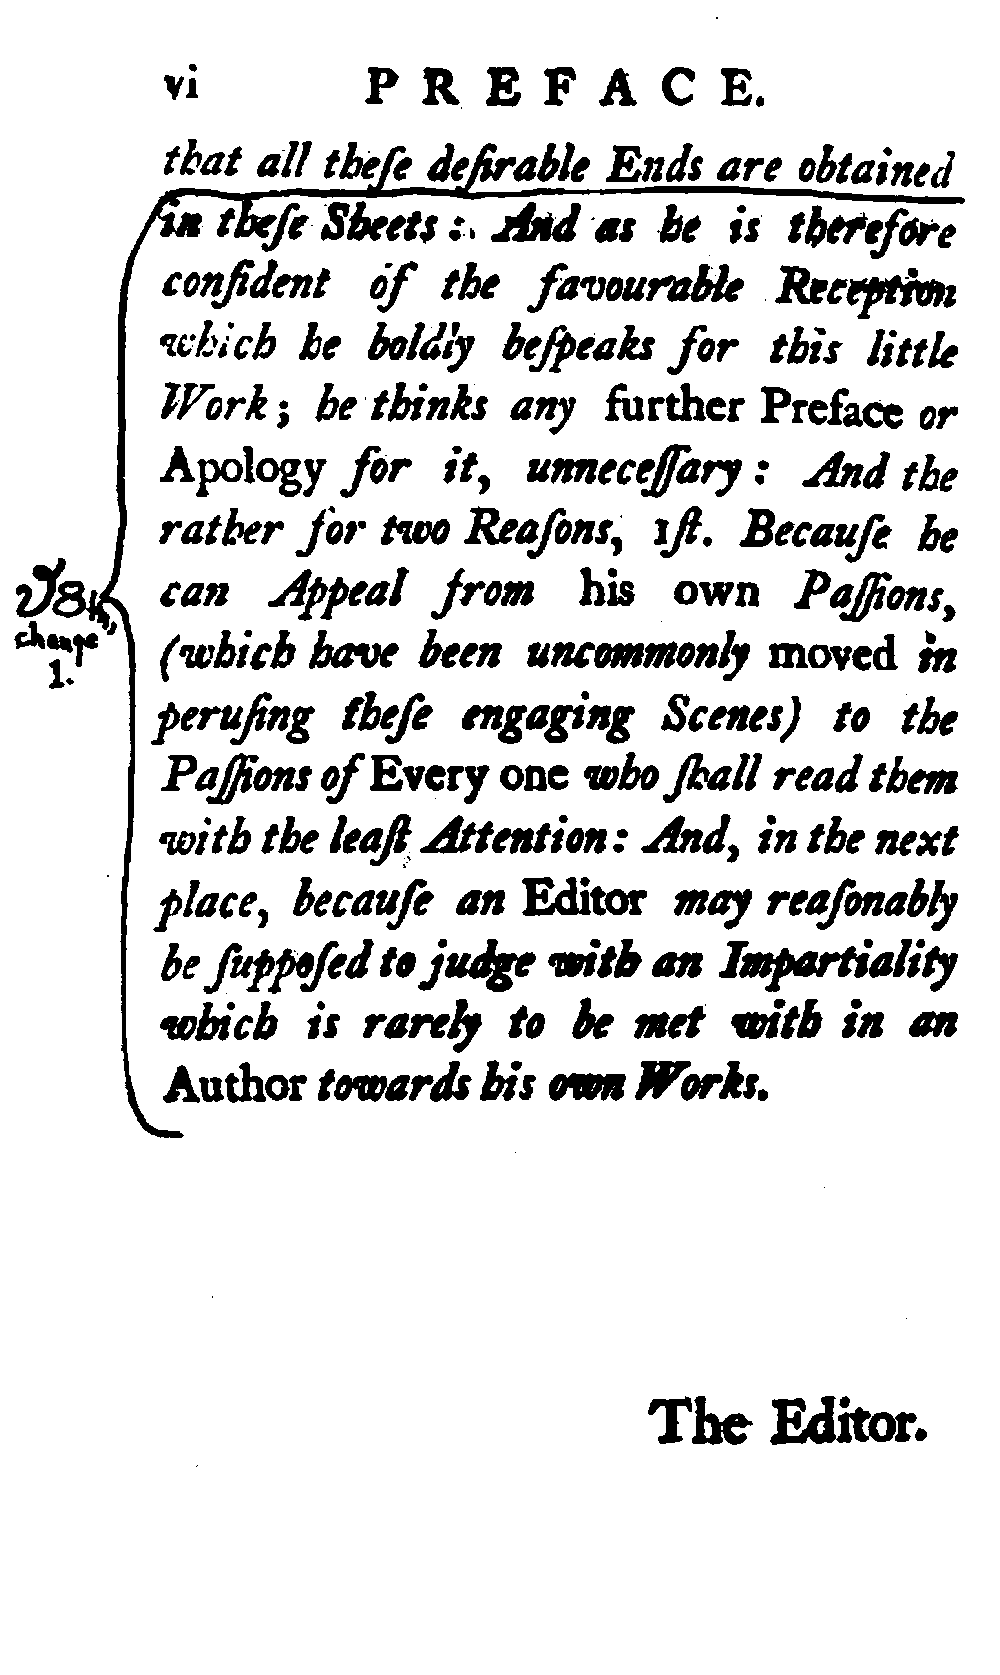 vi PREFACE.
that all theſe deſirable Ends are obtained
in theſe Sheets: And as he is therefore
confident of the favourable Reception
which he boldly beſpeaks for this little
Work; he thinks any further Preface or
Apology for it, unneceſſary: And the
rather for two Reaſons, 1ſt. Becauſe he
can Appeal from his own Paſſions,
(which have been uncommonly moved in
peruſing theſe engaging Scenes) to the
Paſſions of Every one who ſhall read them
with the leaſt Attention: And, in the next
place, becauſe an Editor may reaſonably
be ſuppoſed to judge with an Impartiality
which is rarely to be met with in an
Author towards his own Works.
change
1.
The Editor.